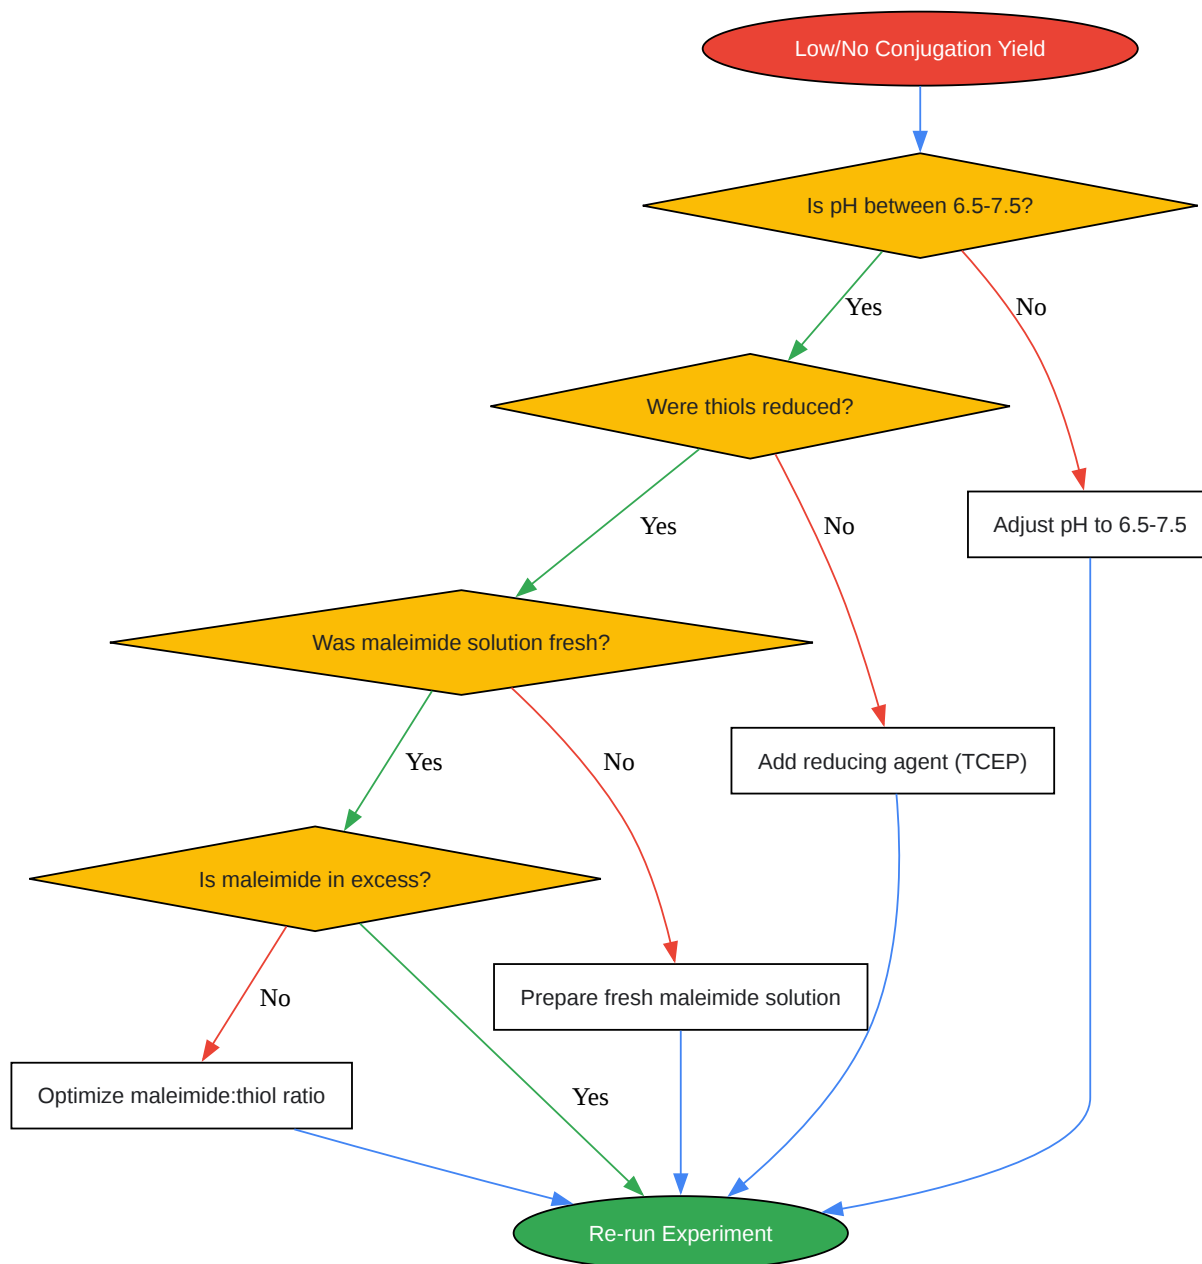 Low/No Conjugation Yield
Is pH between 6.5-7.5?
Yes
No
Were thiols reduced?
Yes
No
Adjust pH to 6.5-7.5
Was maleimide solution fresh?
Yes
No
Add reducing agent (TCEP)
Is maleimide in excess?
No
Prepare fresh maleimide solution
Yes
Optimize maleimide:thiol ratio
Re-run Experiment